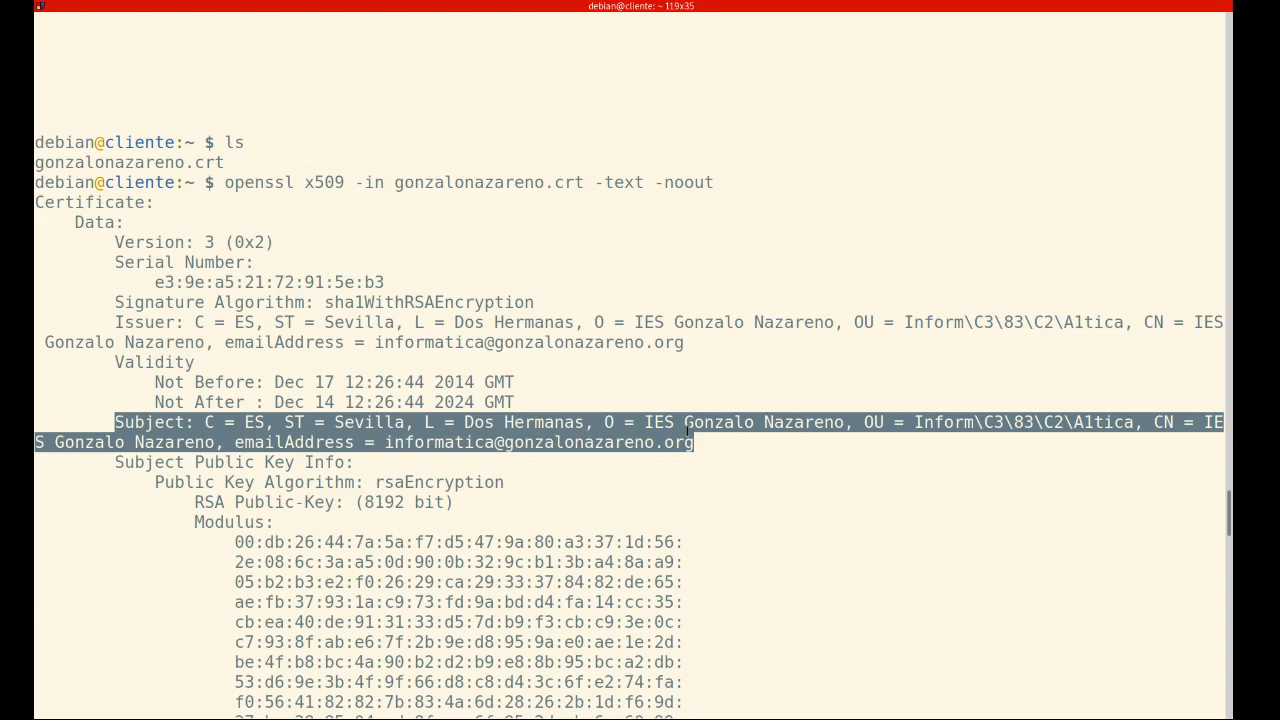 debian@cliente: ~ 119x35
debian@cliente:~ $ ls
gonzalonazareno.crt
debian@cliente:~ $ openssl x509 -in gonzalonazareno.crt -text -noout
Certificate:
Data:
Version: 3 (0x2)
Serial Number:
e3:9e:a5:21:72:91:5e:b3
Signature Algorithm: sha1WithRSAEncryption
Issuer: C = ES, ST = Sevilla, L = Dos Hermanas, O = IES Gonzalo Nazareno, OU = Inform\C3\83\C2\A1tica, CN = IES
Gonzalo Nazareno, emailAddress = informatica@gonzalonazareno.org
Validity
Not Before: Dec 17 12:26:44 2014 GMT
Not After : Dec 14 12:26:44 2024 GMT
Subject: C = ES, ST = Sevilla, L = Dos Hermanas, O = IES Gonzalo Nazareno, OU = Inform\C3\83\C2\A1tica, CN = IE
S Gonzalo Nazareno, emailAddress = informatica@gonzalonazareno.org
Subject Public Key Info:
Public Key Algorithm: rsaEncryption
RSA Public-Key: (8192 bit)
Modulus:
00:db:26:44:7a:5a:f7:d5:47:9a:80:a3:37:1d:56:
2e:08:6c:3a:a5:0d:90:0b:32:9c:b1:3b:a4:8a:a9:
05:b2:b3:e2:f0:26:29:ca:29:33:37:84:82:de:65:
ae:fb:37:93:1a:c9:73:fd:9a:bd:d4:fa:14:cc:35:
cb:ea:40:de:91:31:33:d5:7d:b9:f3:cb:c9:3e:0c:
c7:93:8f:ab:e6:7f:2b:9e:d8:95:9a:e0:ae:1e:2d:
be:4f:b8:bc:4a:90:b2:d2:b9:e8:8b:95:bc:a2:db:
53:d6:9e:3b:4f:9f:66:d8:c8:d4:3c:6f:e2:74:fa:
f0:56:41:82:82:7b:83:4a:6d:28:26:2b:1d:f6:9d: